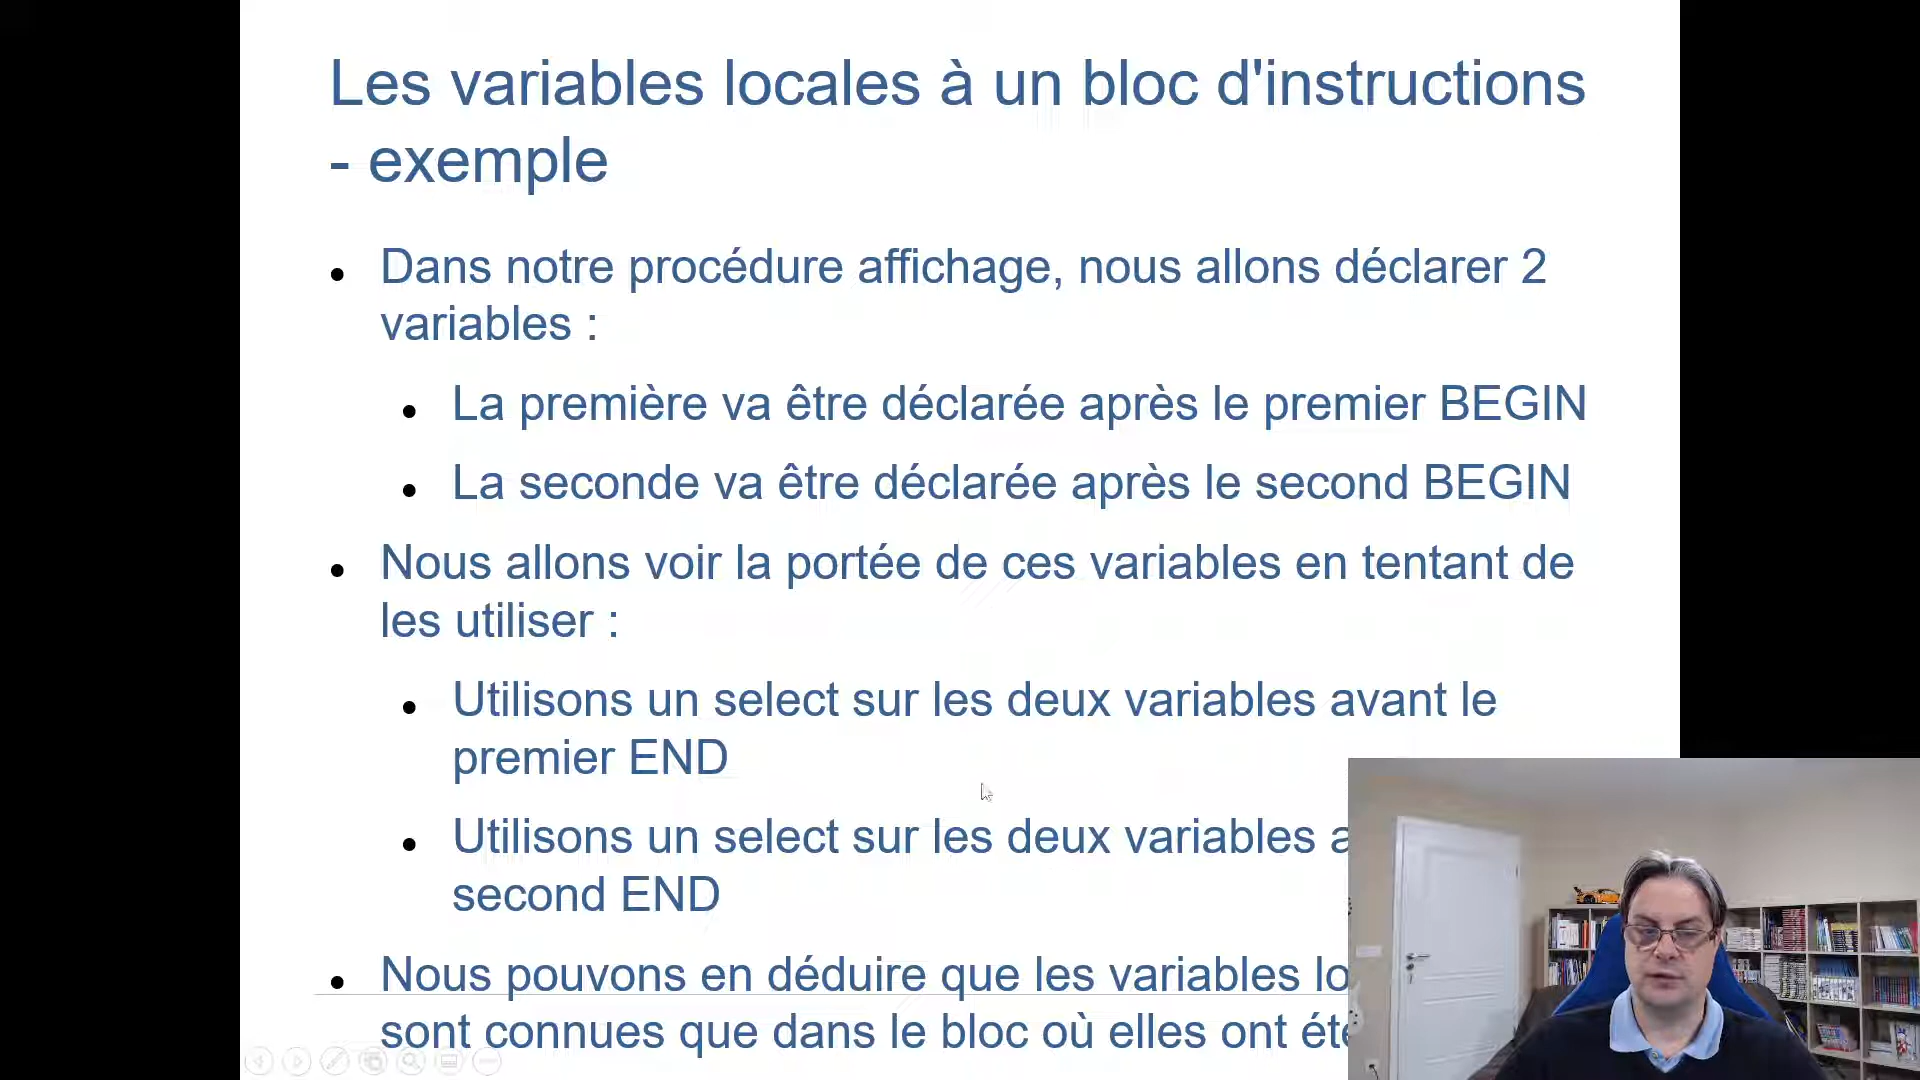 Les variables locales à un bloc d'instructions
- exemple
Dans notre procédure affichage, nous allons déclarer 2
variables :
La première va être déclarée après le premier BEGIN
La seconde va être déclarée après le second BEGIN
Nous allons voir la portée de ces variables en tentant de
les utiliser :
Utilisons un select sur les deux variables avant le
premier END
Utilisons un select sur les deux variables
second END
Nous pouvons en déduire que les variables
sont connues que dans le bloc où elles ont